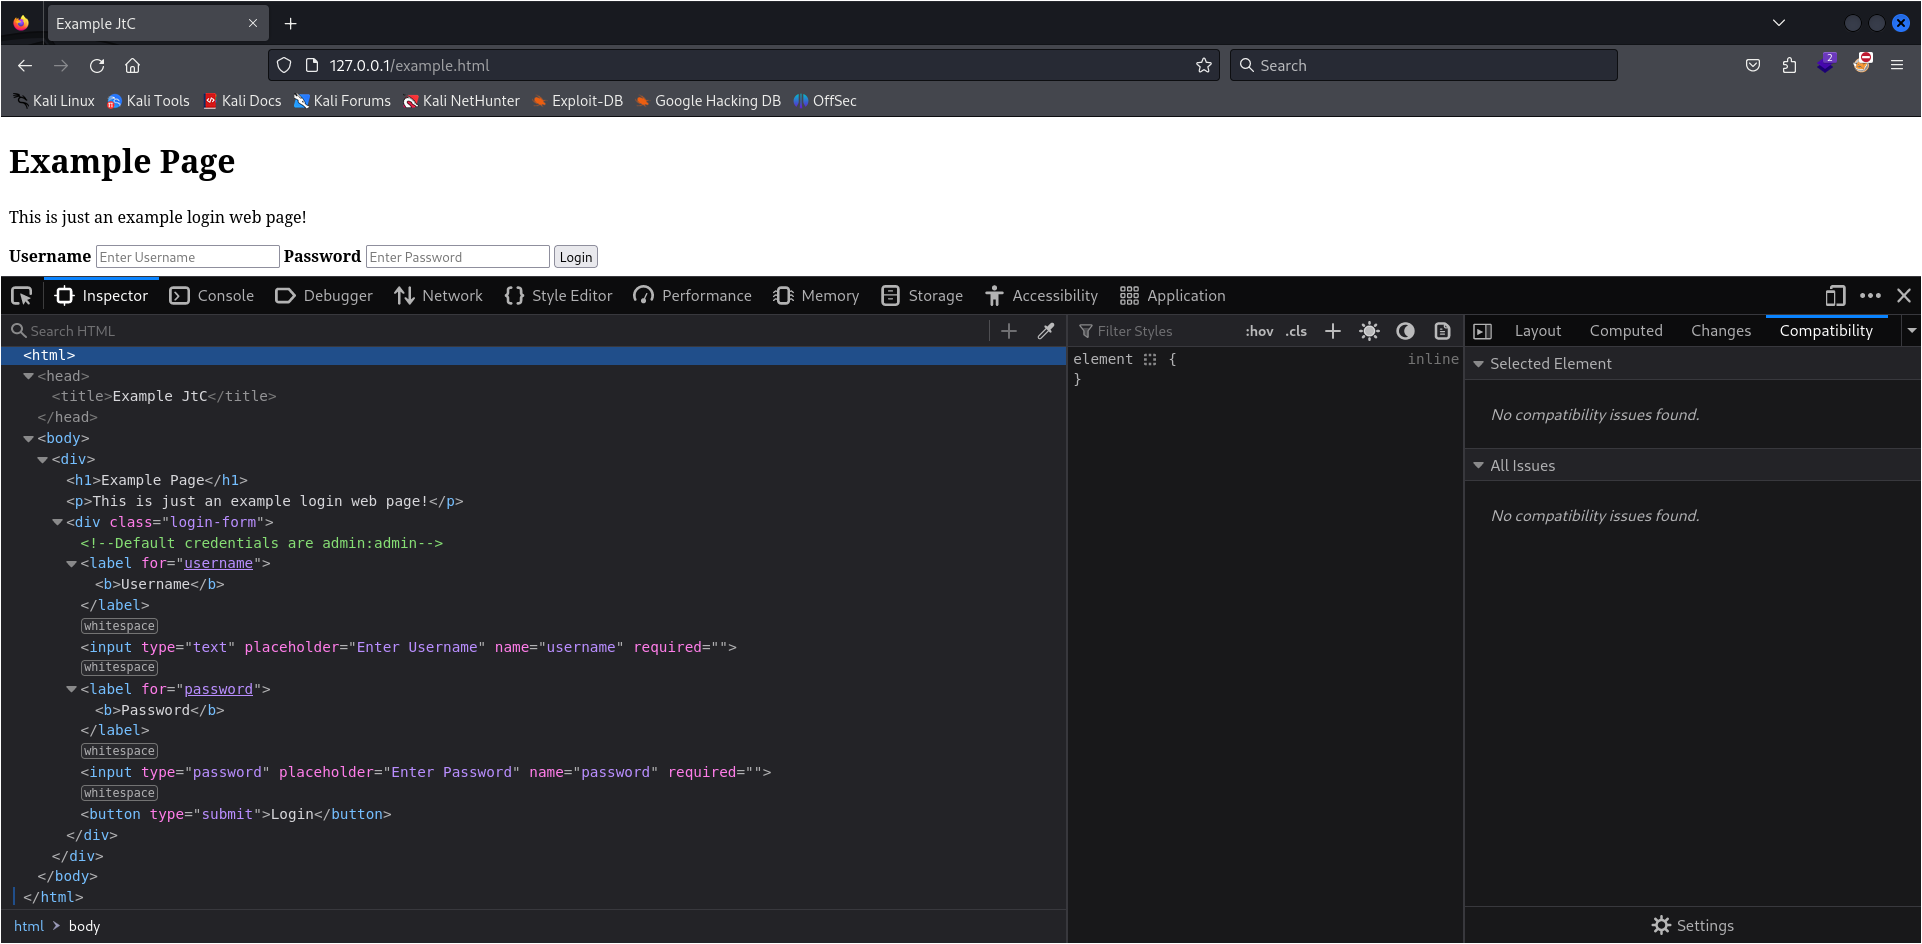 Example JtC
127.0.0.1/example.html
Search
2
Kali Linux Kali Tools Kali Docs Kali Forums Kali NetHunter Exploit-DB Google Hacking DB OffSec
Example Page
This is just an example login web page!
Username Enter Username Password Enter Password Login
Inspector Console Debugger Network Style Editor Performance Memory Storage Accessibility Application
Search HTML
Filter Styles :hov .cls
Layout Computed Changes Compatibility
<html>
<head>
<title>Example JtC</title>
</head>
<body>
<div>
<h1>Example Page</h1>
<p>This is just an example login web page!</p>
<div class="login-form">
<!--Default credentials are admin:admin-->
<label for="username">
<b>Username</b>
</label>
whitespace
<input type="text" placeholder="Enter Username" name="username" required="">
whitespace
<label for="password">
<b>Password</b>
</label>
whitespace
<input type="password" placeholder="Enter Password" name="password" required="">
whitespace
<button type="submit">Login</button>
</div>
</div>
</body>
</html>
html body
element { inline
}
Selected Element
No compatibility issues found.
All Issues
No compatibility issues found.
Settings